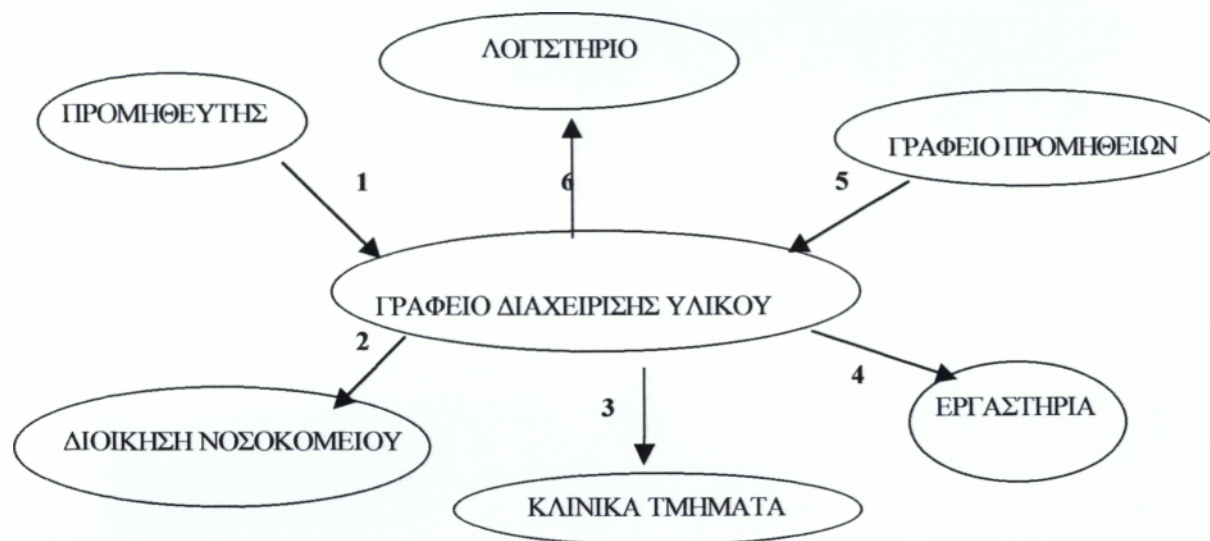 ΛΟΓΙΣΤΗΡΙΟ
ΠΡΟΜΗΘΕΥΤΗΣ
ΓΡΑΦΕΙΟ ΠΡΟΜΗΘΕΙΩΝ
1
6
5
ΓΡΑΦΕΙΟ ΔΙΑΧΕΙΡΙΣΗΣ ΥΛΙΚΟΥ
2
4
3
ΕΡΓΑΣΤΗΡΙΑ
ΔΙΟΙΚΗΣΗ ΝΟΣΟΚΟΜΕΙΟΥ
ΚΛΙΝΙΚΑ ΤΜΗΜΑΤΑ